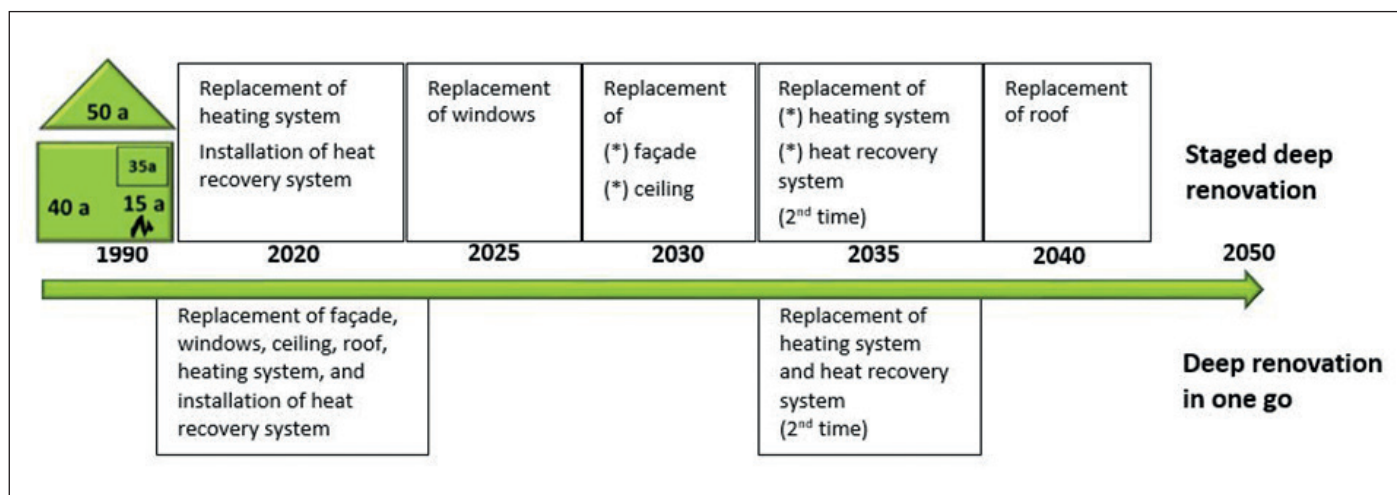 50 a
35a
40 a
15 a
Replacement of
heating system
Installation of heat
recovery system
Replacement
of windows
Replacement
of
(*) façade
(*) ceiling
Replacement of
(*) heating system
(*) heat recovery
system
(2nd time)
Replacement
of roof
Staged deep
renovation
1990
2020
2025
2030
2035
2040
2050
Replacement of façade,
windows, ceiling, roof,
heating system, and
installation of heat
recovery system
Replacement of
heating system
and heat recovery
system
(2nd time)
Deep renovation
in one go